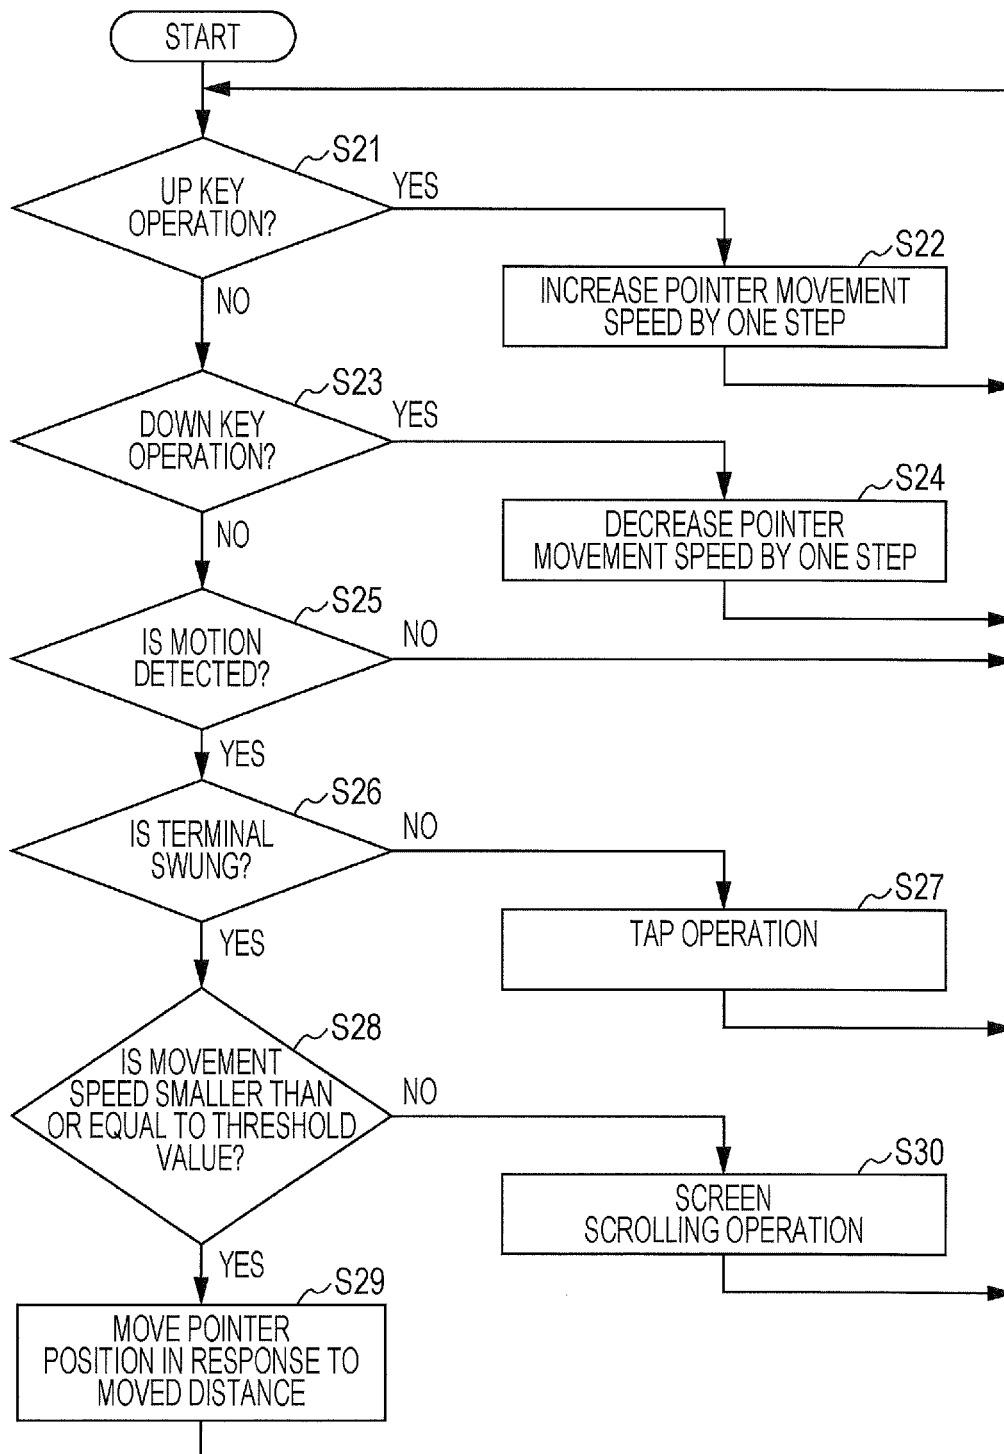 START
S21
UP KEY
OPERATION?
YES
NO
S22
INCREASE POINTER MOVEMENT
SPEED BY ONE STEP
S23
DOWN KEY
OPERATION?
YES
NO
S24
DECREASE POINTER
MOVEMENT SPEED BY ONE STEP
S25
IS MOTION
DETECTED?
NO
YES
S26
IS TERMINAL
SWUNG?
NO
YES
S27
TAP OPERATION
S28
IS MOVEMENT
SPEED SMALLER THAN
OR EQUAL TO THRESHOLD
VALUE?
NO
YES
S30
SCREEN
SCROLLING OPERATION
S29
MOVE POINTER
POSITION IN RESPONSE TO
MOVED DISTANCE